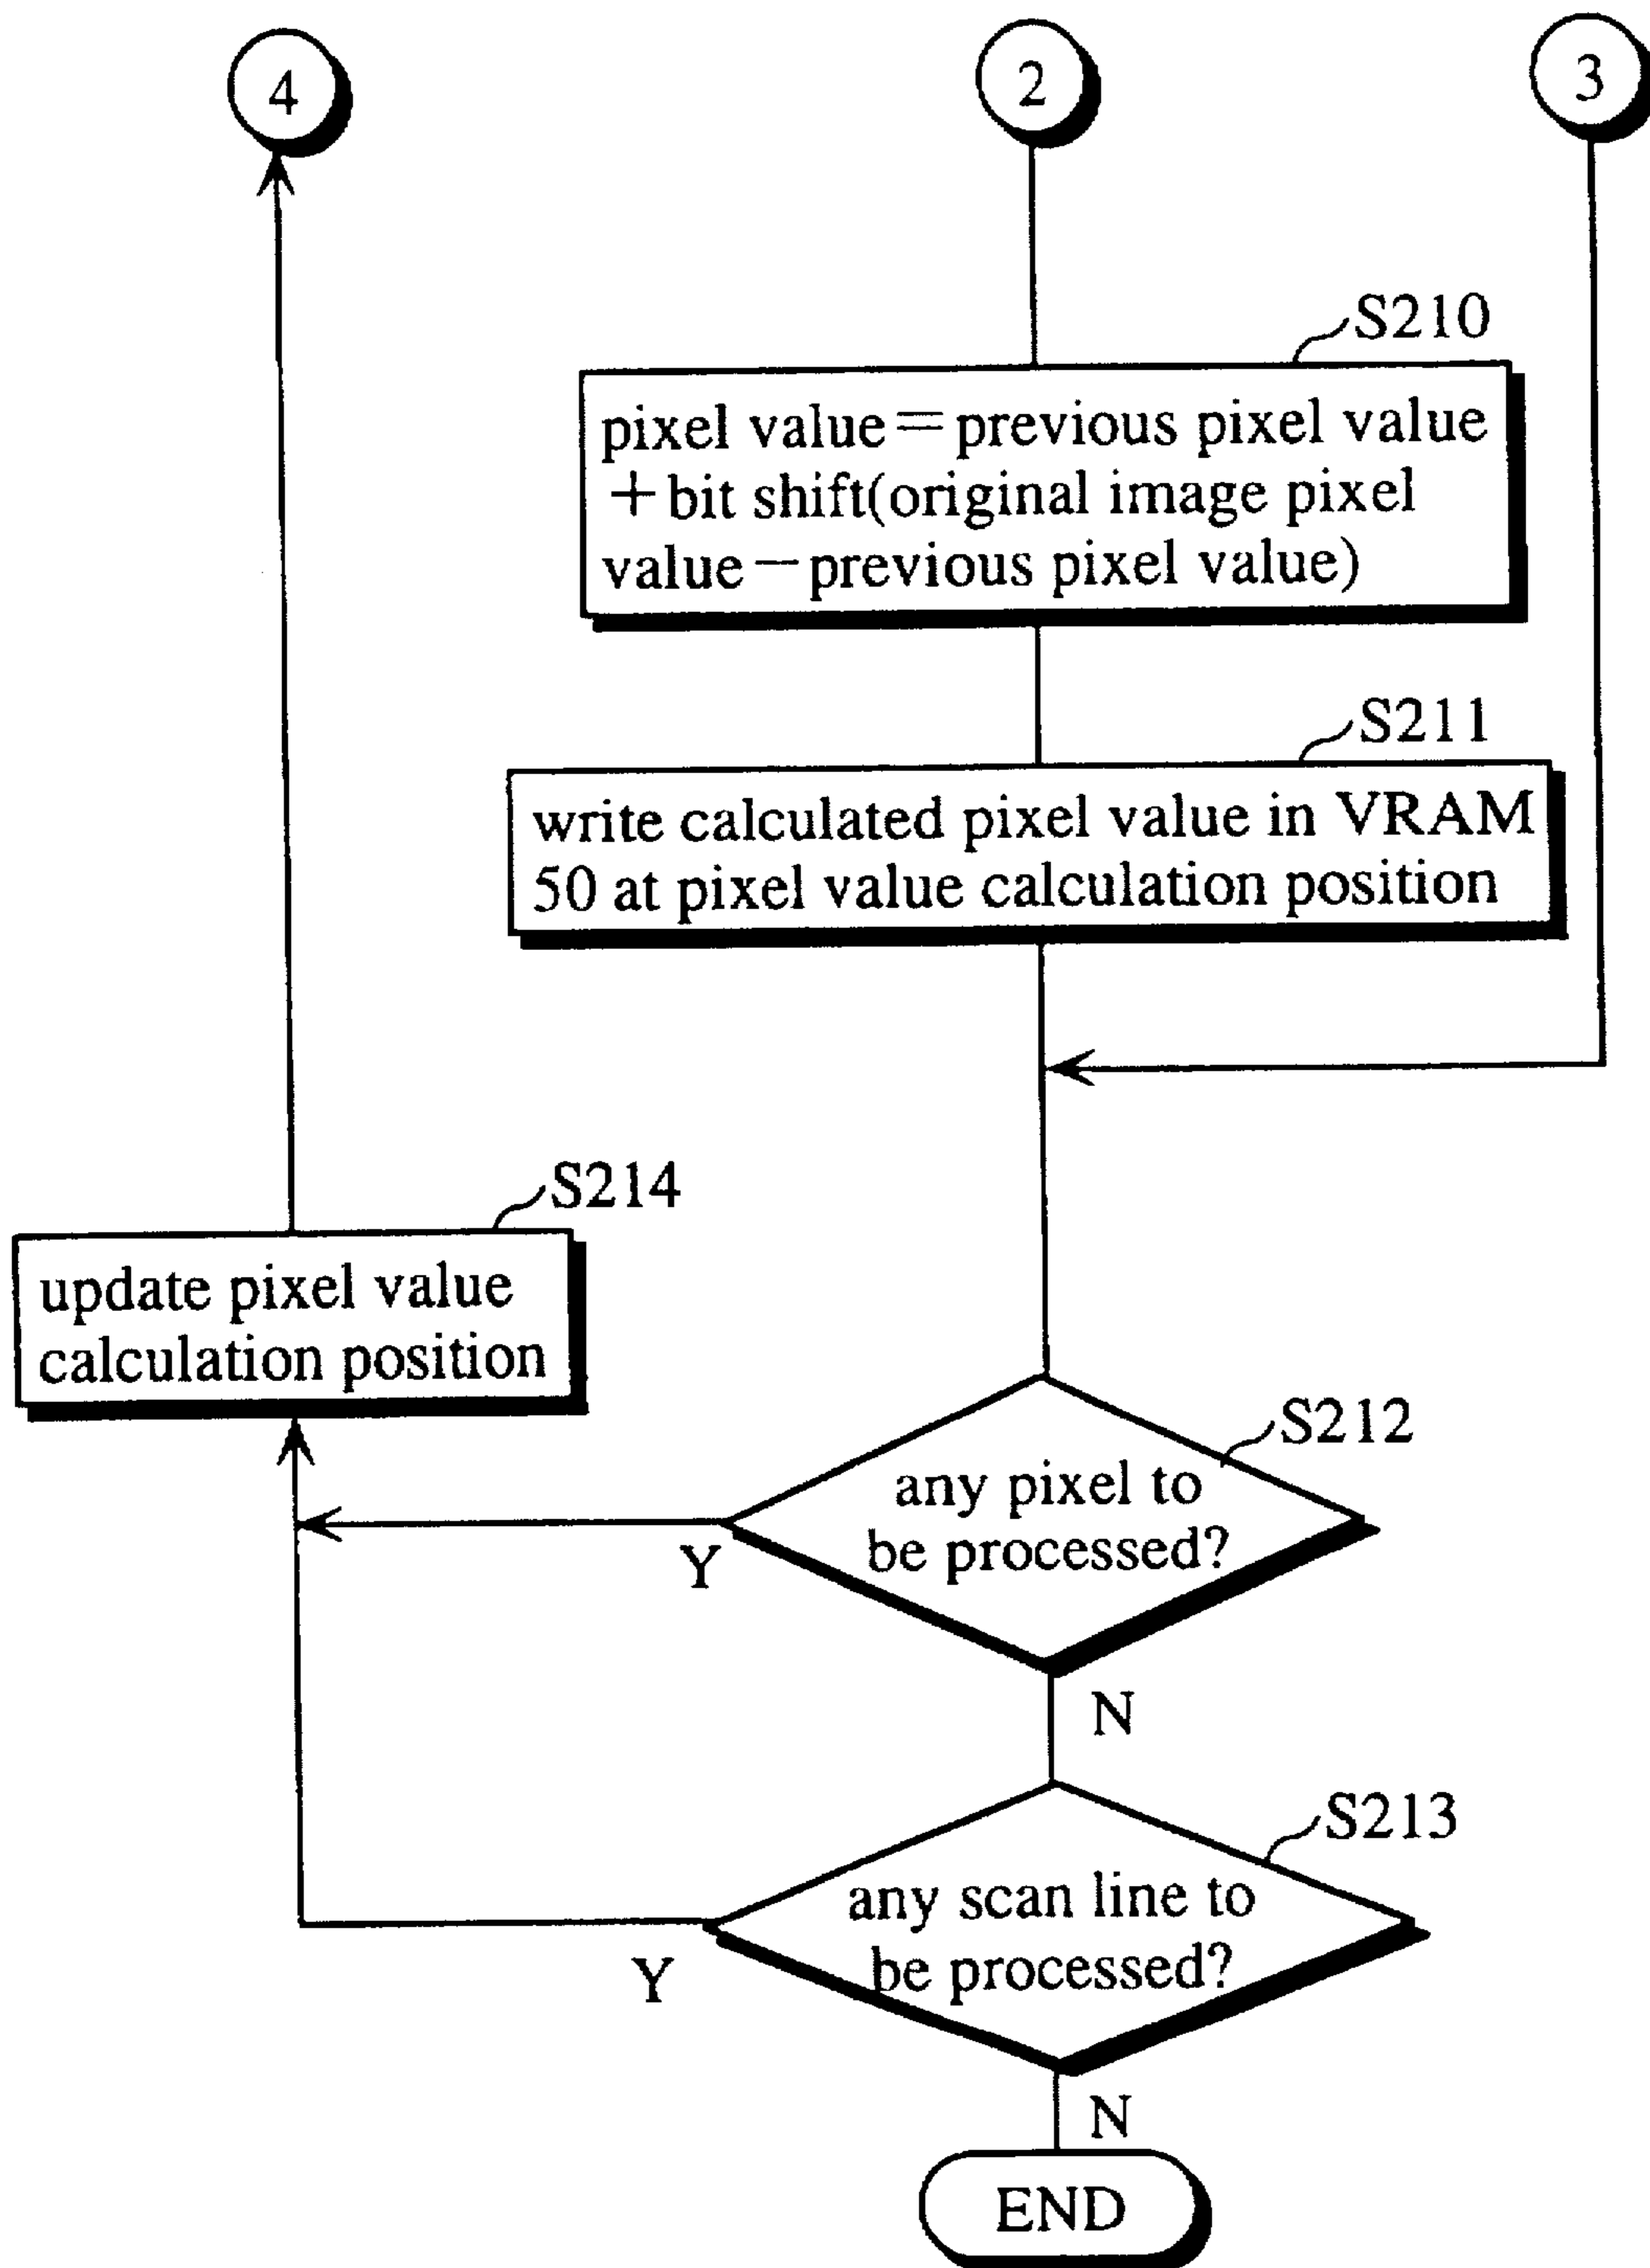 4
2
3
S210
pixel value=previous pixel value
+bit shift(original image pixel
value-previous pixel value)
S211
write calculated pixel value in VRAM
50 at pixel value calculation position
S214
update pixel value
calculation position
S212
any pixel to
be processed?
Y
N
S213
any scan line to
be processed?
Y
N
END